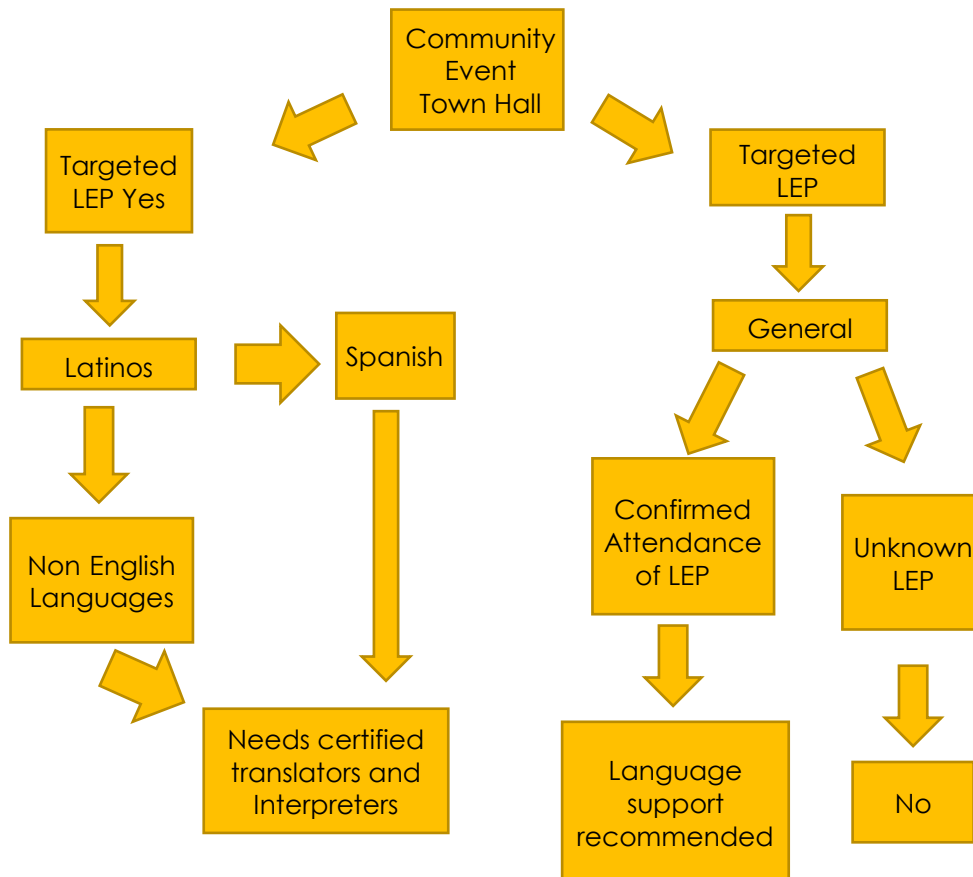 Community
Event
Town Hall
Targeted
LEP Yes
Targeted
LEP
Latinos
Spanish
General
Non English
Languages
Confirmed
Attendance
of LEP
Unknown
LEP
Needs certified
translators and
Interpreters
Language
support
recommended
No